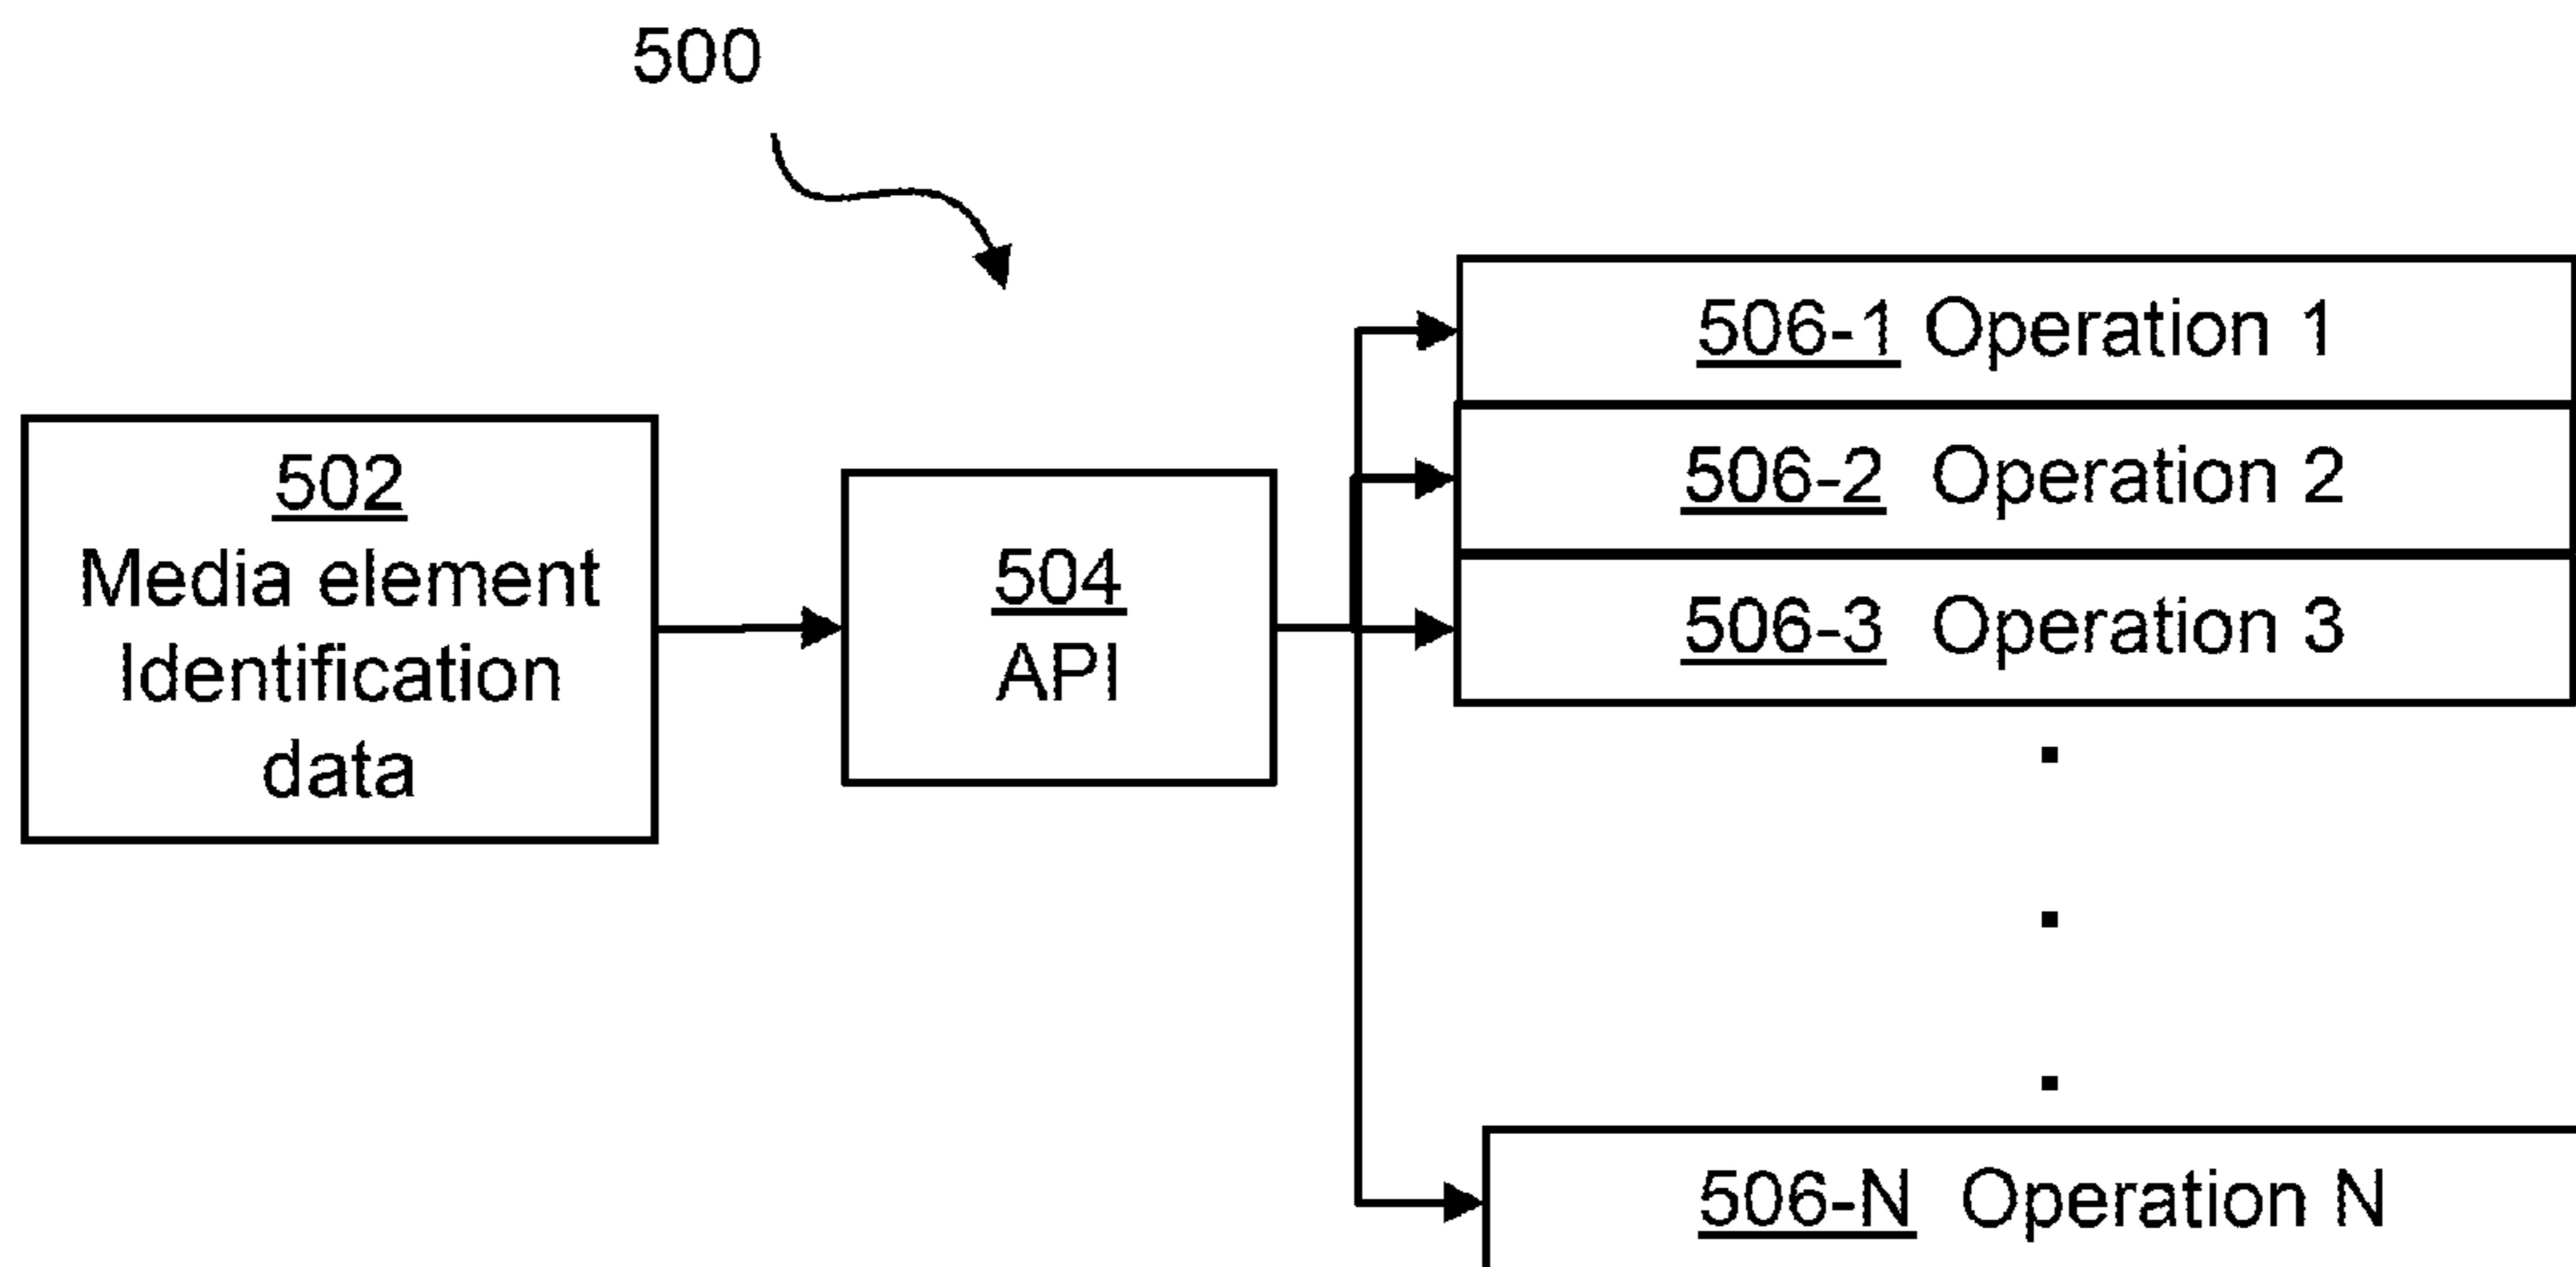 500
502
Media element
Identification
data
504
API
506-1 Operation 1
506-2 Operation 2
506-3 Operation 3
506-N Operation N